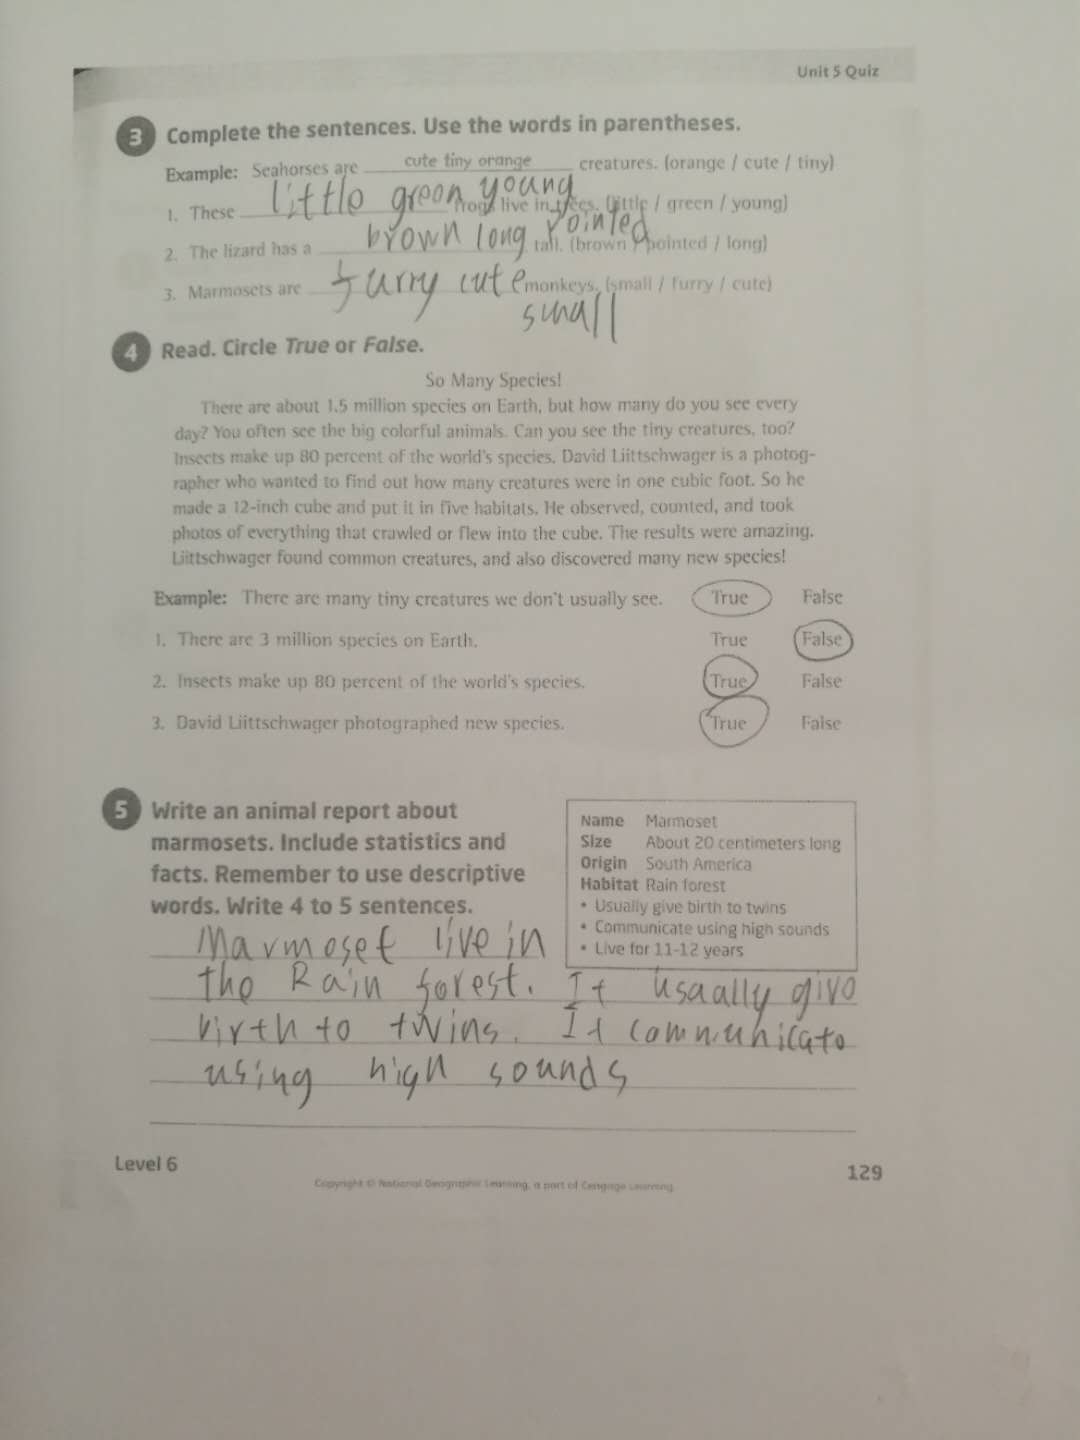 Unit 5 Quiz
3 Complete the sentences. Use the words in parentheses.
Example: Seahorses are cute tiny orange creatures. (orange / cute / tiny)
1. These little green young frogs live in trees. (little / green / young)
2. The lizard has a brown long pointed tail. (brown / pointed / long)
3. Marmosets are furry cute monkeys. (small / furry / cute)
small
4 Read. Circle True or False.
So Many Species!
There are about 1.5 million species on Earth, but how many do you see every
day? You often see the big colorful animals. Can you see the tiny creatures, too?
Insects make up 80 percent of the world's species. David Liittschwager is a photog-
rapher who wanted to find out how many creatures were in one cubic foot. So he
made a 12-inch cube and put it in five habitats. He observed, counted, and took
photos of everything that crawled or flew into the cube. The results were amazing.
Liittschwager found common creatures, and also discovered many new species!
Example: There are many tiny creatures we don't usually see. True False
1. There are 3 million species on Earth. True False
2. Insects make up 80 percent of the world's species. True False
3. David Liittschwager photographed new species. True False
5 Write an animal report about
marmosets. Include statistics and
facts. Remember to use descriptive
words. Write 4 to 5 sentences.
Name Marmoset
Size About 20 centimeters long
Origin South America
Habitat Rain forest
• Usually give birth to twins
• Communicate using high sounds
• Live for 11-12 years
Marmoset live in
the Rain forest. It usaally give
birth to twins. It communicate
using high sounds
Level 6
129
Copyright © National Geographic Learning, a part of Cengage Learning